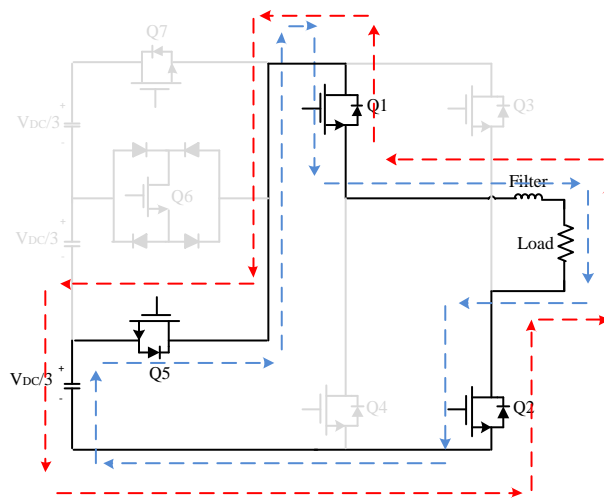 Q7
+
VDC/3
-
Q1
Q3
Q6
+
VDC/3
-
Filter
Load
+
VDC/3
-
Q5
Q4
Q2